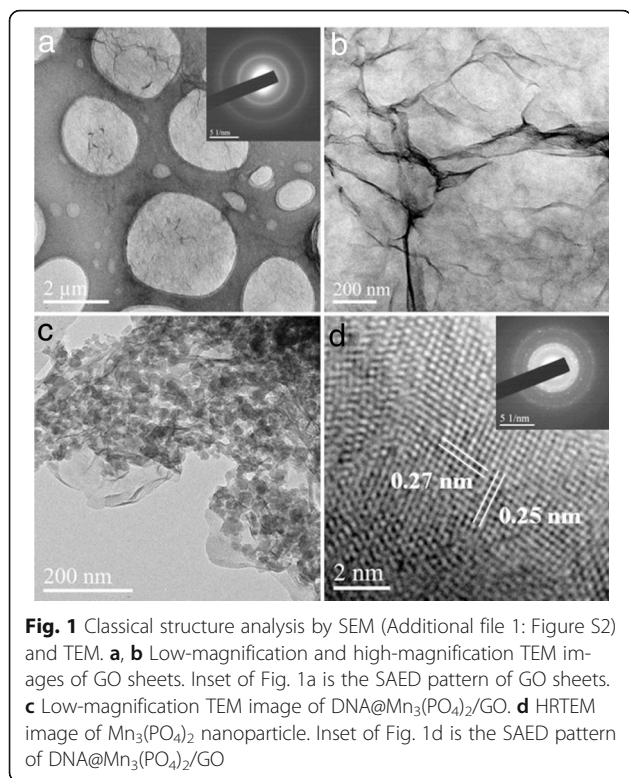 a
5 1/nm
2 µm
b
200 nm
c
200 nm
d
5 1/nm
0.27 nm
0.25 nm
2 nm
Fig. 1 Classical structure analysis by SEM (Additional file 1: Figure S2)
and TEM. a, b Low-magnification and high-magnification TEM im-
ages of GO sheets. Inset of Fig. 1a is the SAED pattern of GO sheets.
c Low-magnification TEM image of DNA@Mn₃(PO₄)₂/GO. d HRTEM
image of Mn₃(PO₄)₂ nanoparticle. Inset of Fig. 1d is the SAED pattern
of DNA@Mn₃(PO₄)₂/GO